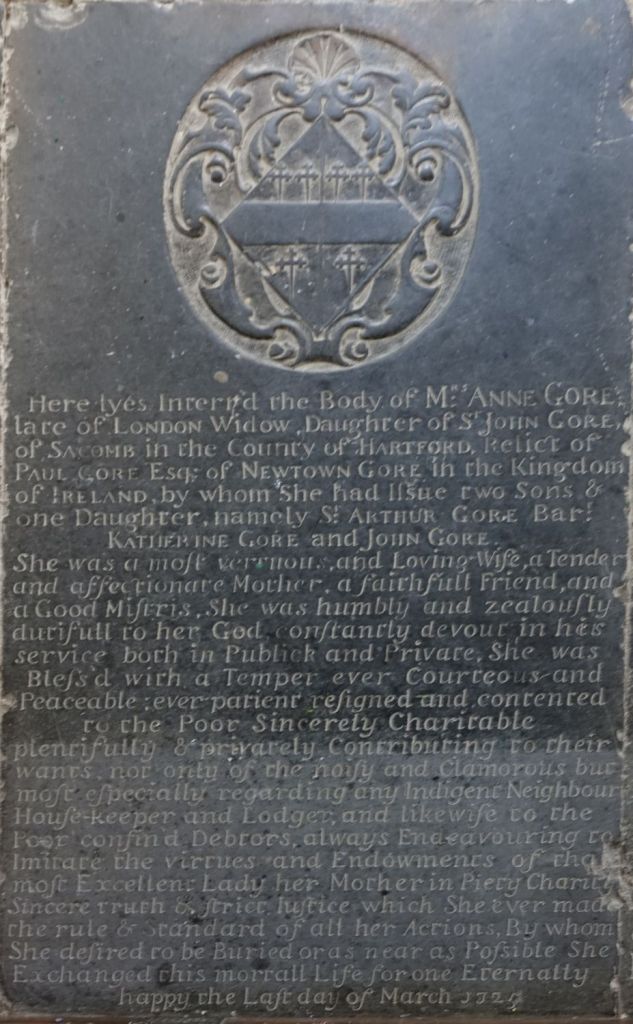 Here lyes Interr'd the Body of Mrs ANNE GORE,
late of LONDON Widow, Daughter of Sr JOHN GORE,
of SACOMB in the County of HARTFORD, Relict of
PAUL GORE Esq; of NEWTOWN GORE in the Kingdom
of IRELAND, by whom She had Iſsue two Sons &
one Daughter, namely Sr ARTHUR GORE Bart
KATHERINE GORE and JOHN GORE
She was a moſt vertuous, and Loving Wife, a Tender
and affectionate Mother, a faithfull Friend, and
a Good Miſtris, She was humbly and zealouſly
dutifull to her God, conſtantly devout in his
service both in Publick and Private, She was
Bleſs'd with a Temper ever Courteous and
Peaceable; ever patient reſigned and contented
to the Poor Sincerely Charitable
plentifully & privately Contributing to their
wants, not only of the noiſy and Clamorous but
moſt eſpecially regarding any Indigent Neighbour
Houſe-keeper and Lodger, and likewiſe to the
Poor confin'd Debtors, always Endeavouring to
Imitate the virtues and Endowments of that
moſt Excellent Lady her Mother in Piety Charity
Sincere truth & ſtrict Iuſtice which She ever made
the rule & Standard of all her Actions, By whom
She deſired to be Buried or as near as Poſsible She
Exchanged this mortall Life for one Eternally
happy the Laſt day of March